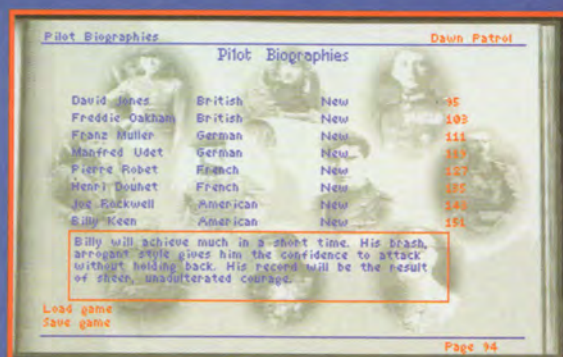 Pilot Biographies Dawn Patrol
Pilot Biographies
David Jones British New 95
Freddie Oakham British New 103
Franz Muller German New 111
Manfred Udet German New
Pierre Robet French New 127
Henri Douhet French New
Joe Rockwell American New 143
Billy Keen American New 151
Billy will achieve much in a short time. His brash,
arrogant style gives him the confidence to attack
without holding back. His record will be the result
of sheer, unadulterated courage.
Load game
Save game
Page 94